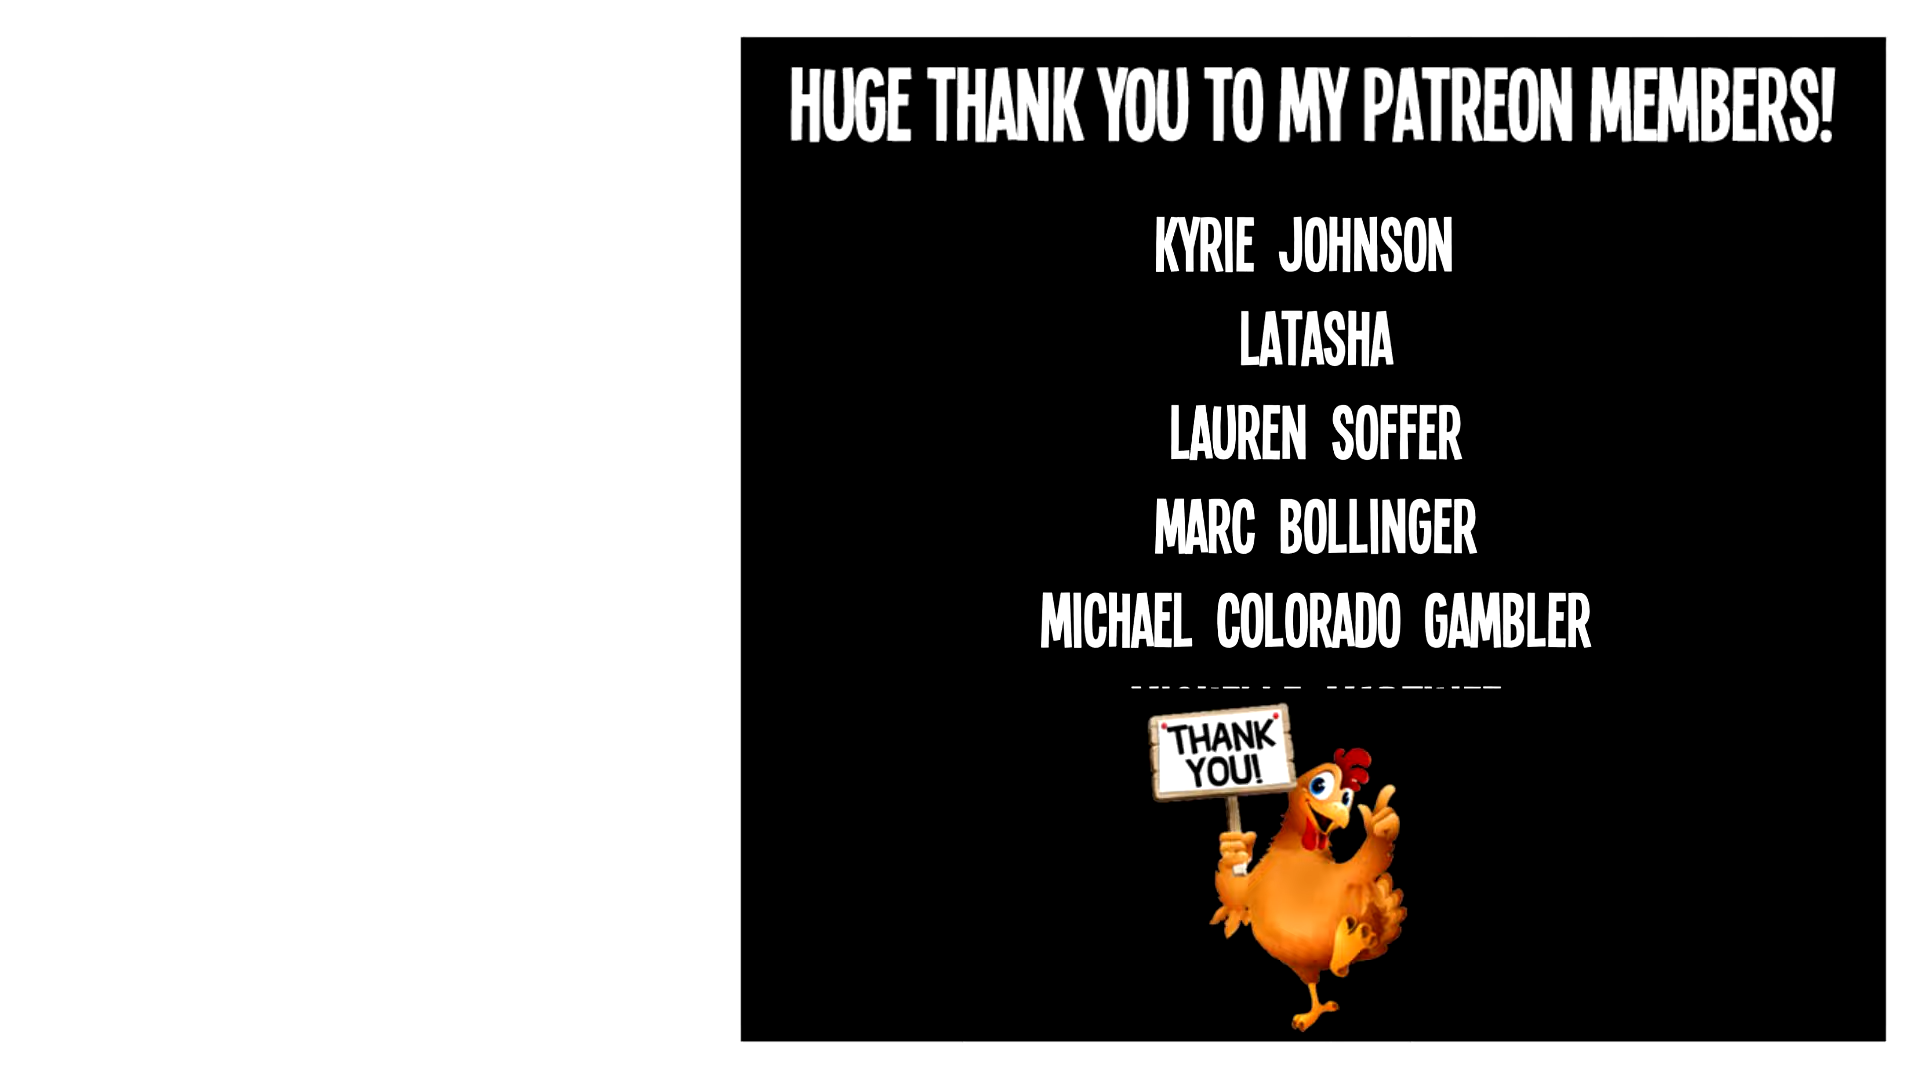 HUGE THANK YOU TO MY PATREON MEMBERS!
KYRIE JOHNSON
LATASHA
LAUREN SOFFER
MARC BOLLINGER
MICHAEL COLORADO GAMBLER
THANK
YOU!